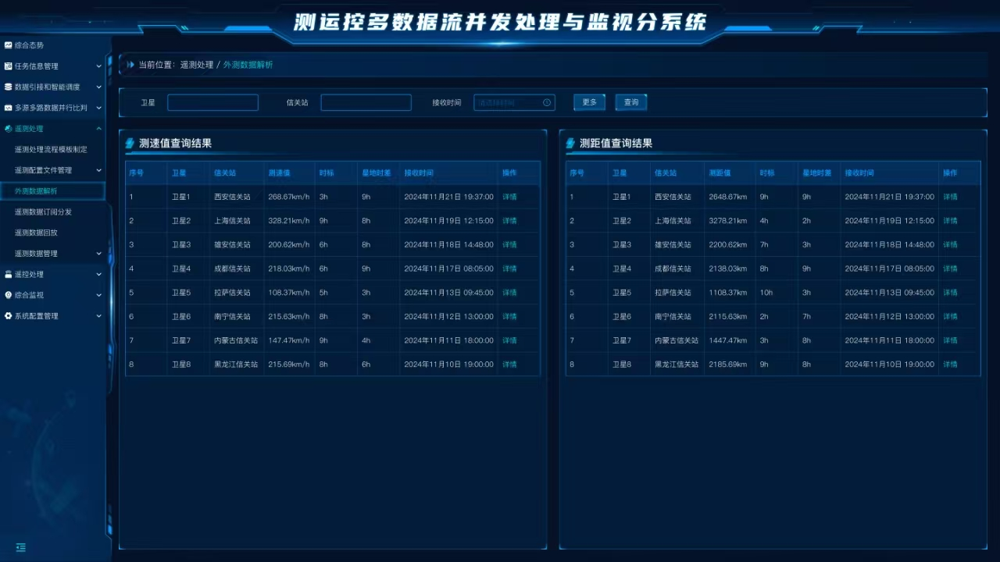 测运控多数据流并发处理与监视分系统
综合态势
任务信息管理
数据引接和智能调度
多源多路数据并行比判
遥测处理
遥测处理流程模板制定
遥测配置文件管理
外测数据解析
遥测数据订阅分发
遥测数据回放
遥测数据管理
遥控处理
综合监视
系统配置管理
当前位置: 遥测处理 / 外测数据解析
卫星 信关站 接收时间 请选择时间 更多 查询
测速值查询结果
序号 卫星 信关站 测速值 时标 星地时差 接收时间 操作
1 卫星1 西安信关站 268.67km/h 3h 9h 2024年11月21日 19:37:00 详情
2 卫星2 上海信关站 328.21km/h 9h 8h 2024年11月19日 12:15:00 详情
3 卫星3 雄安信关站 200.62km/h 6h 8h 2024年11月18日 14:48:00 详情
4 卫星4 成都信关站 218.03km/h 6h 9h 2024年11月17日 08:05:00 详情
5 卫星5 拉萨信关站 108.37km/h 5h 3h 2024年11月13日 09:45:00 详情
6 卫星6 南宁信关站 215.63km/h 8h 3h 2024年11月12日 13:00:00 详情
7 卫星7 内蒙古信关站 147.47km/h 9h 4h 2024年11月11日 18:00:00 详情
8 卫星8 黑龙江信关站 215.69km/h 8h 6h 2024年11月10日 19:00:00 详情
测距值查询结果
序号 卫星 信关站 测距值 时标 星地时差 接收时间 操作
1 卫星1 西安信关站 2648.67km 9h 9h 2024年11月21日 19:37:00 详情
2 卫星2 上海信关站 3278.21km 4h 2h 2024年11月19日 12:15:00 详情
3 卫星3 雄安信关站 2200.62km 7h 3h 2024年11月18日 14:48:00 详情
4 卫星4 成都信关站 2138.03km 8h 9h 2024年11月17日 08:05:00 详情
5 卫星5 拉萨信关站 1108.37km 10h 3h 2024年11月13日 09:45:00 详情
6 卫星6 南宁信关站 2115.63km 2h 7h 2024年11月12日 13:00:00 详情
7 卫星7 内蒙古信关站 1447.47km 3h 8h 2024年11月11日 18:00:00 详情
8 卫星8 黑龙江信关站 2185.69km 9h 8h 2024年11月10日 19:00:00 详情